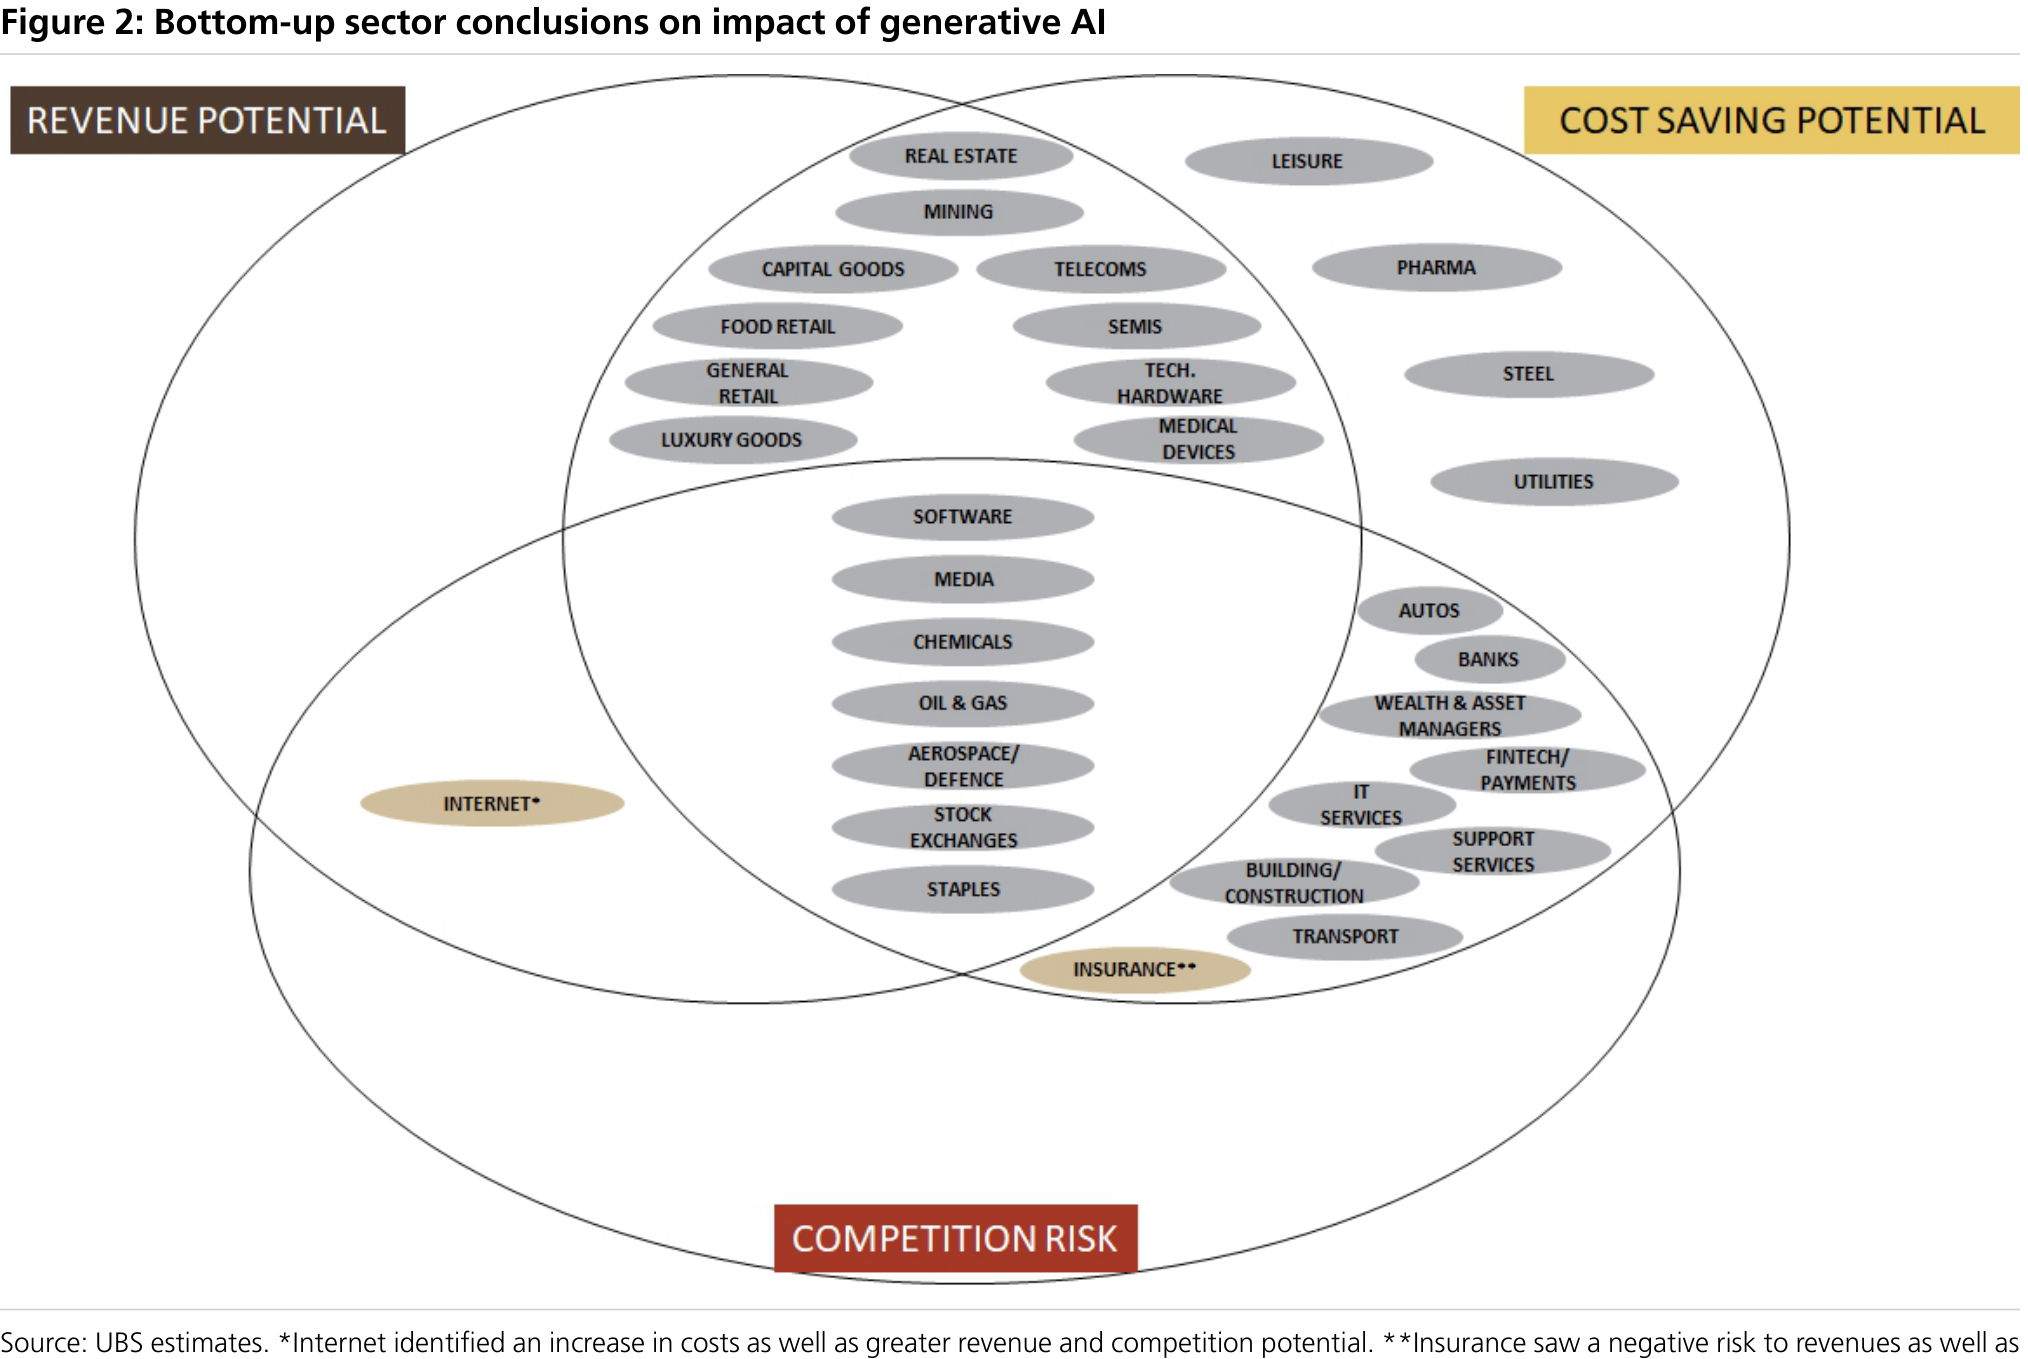 Figure 2: Bottom-up sector conclusions on impact of generative AI
REVENUE POTENTIAL
COST SAVING POTENTIAL
REAL ESTATE
LEISURE
MINING
CAPITAL GOODS
TELECOMS
PHARMA
FOOD RETAIL
SEMIS
GENERAL
RETAIL
TECH.
HARDWARE
STEEL
LUXURY GOODS
MEDICAL
DEVICES
UTILITIES
SOFTWARE
MEDIA
CHEMICALS
OIL & GAS
AEROSPACE/
DEFENCE
STOCK
EXCHANGES
STAPLES
AUTOS
BANKS
WEALTH & ASSET
MANAGERS
FINTECH/
PAYMENTS
IT
SERVICES
SUPPORT
SERVICES
BUILDING/
CONSTRUCTION
TRANSPORT
INSURANCE**
INTERNET*
COMPETITION RISK
Source: UBS estimates. *Internet identified an increase in costs as well as greater revenue and competition potential. **Insurance saw a negative risk to revenues as well as